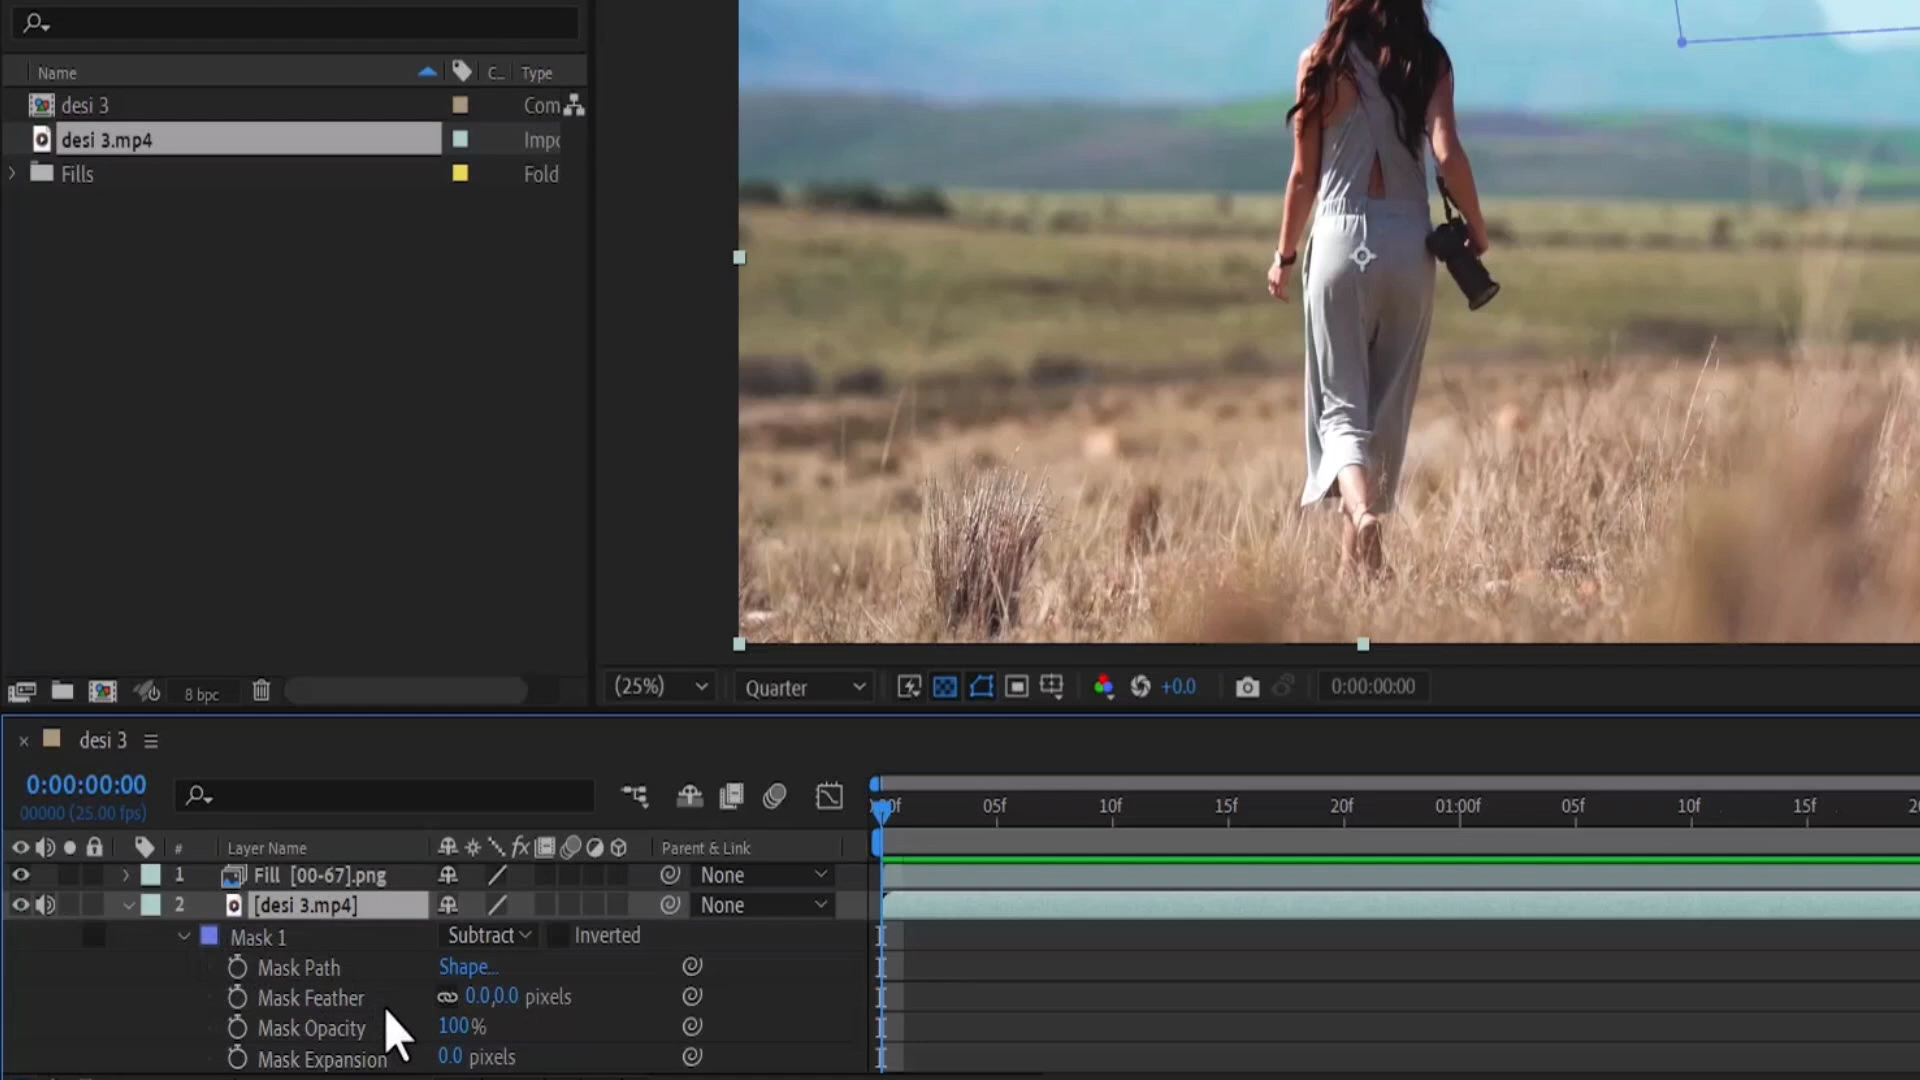 Name C... Type
desi 3 Com
desi 3.mp4 Impo
Fills Fold
8 bpc
(25%) Quarter +0.0 0:00:00:00
desi 3
0:00:00:00
00000 (25.00 fps)
05f 10f 15f 20f 01:00f 05f 10f 15f
# Layer Name fx Parent & Link
1 Fill [00-67].png None
2 [desi 3.mp4] None
Mask 1 Subtract Inverted
Mask Path Shape...
Mask Feather 0.0,0.0 pixels
Mask Opacity 100%
Mask Expansion 0.0 pixels